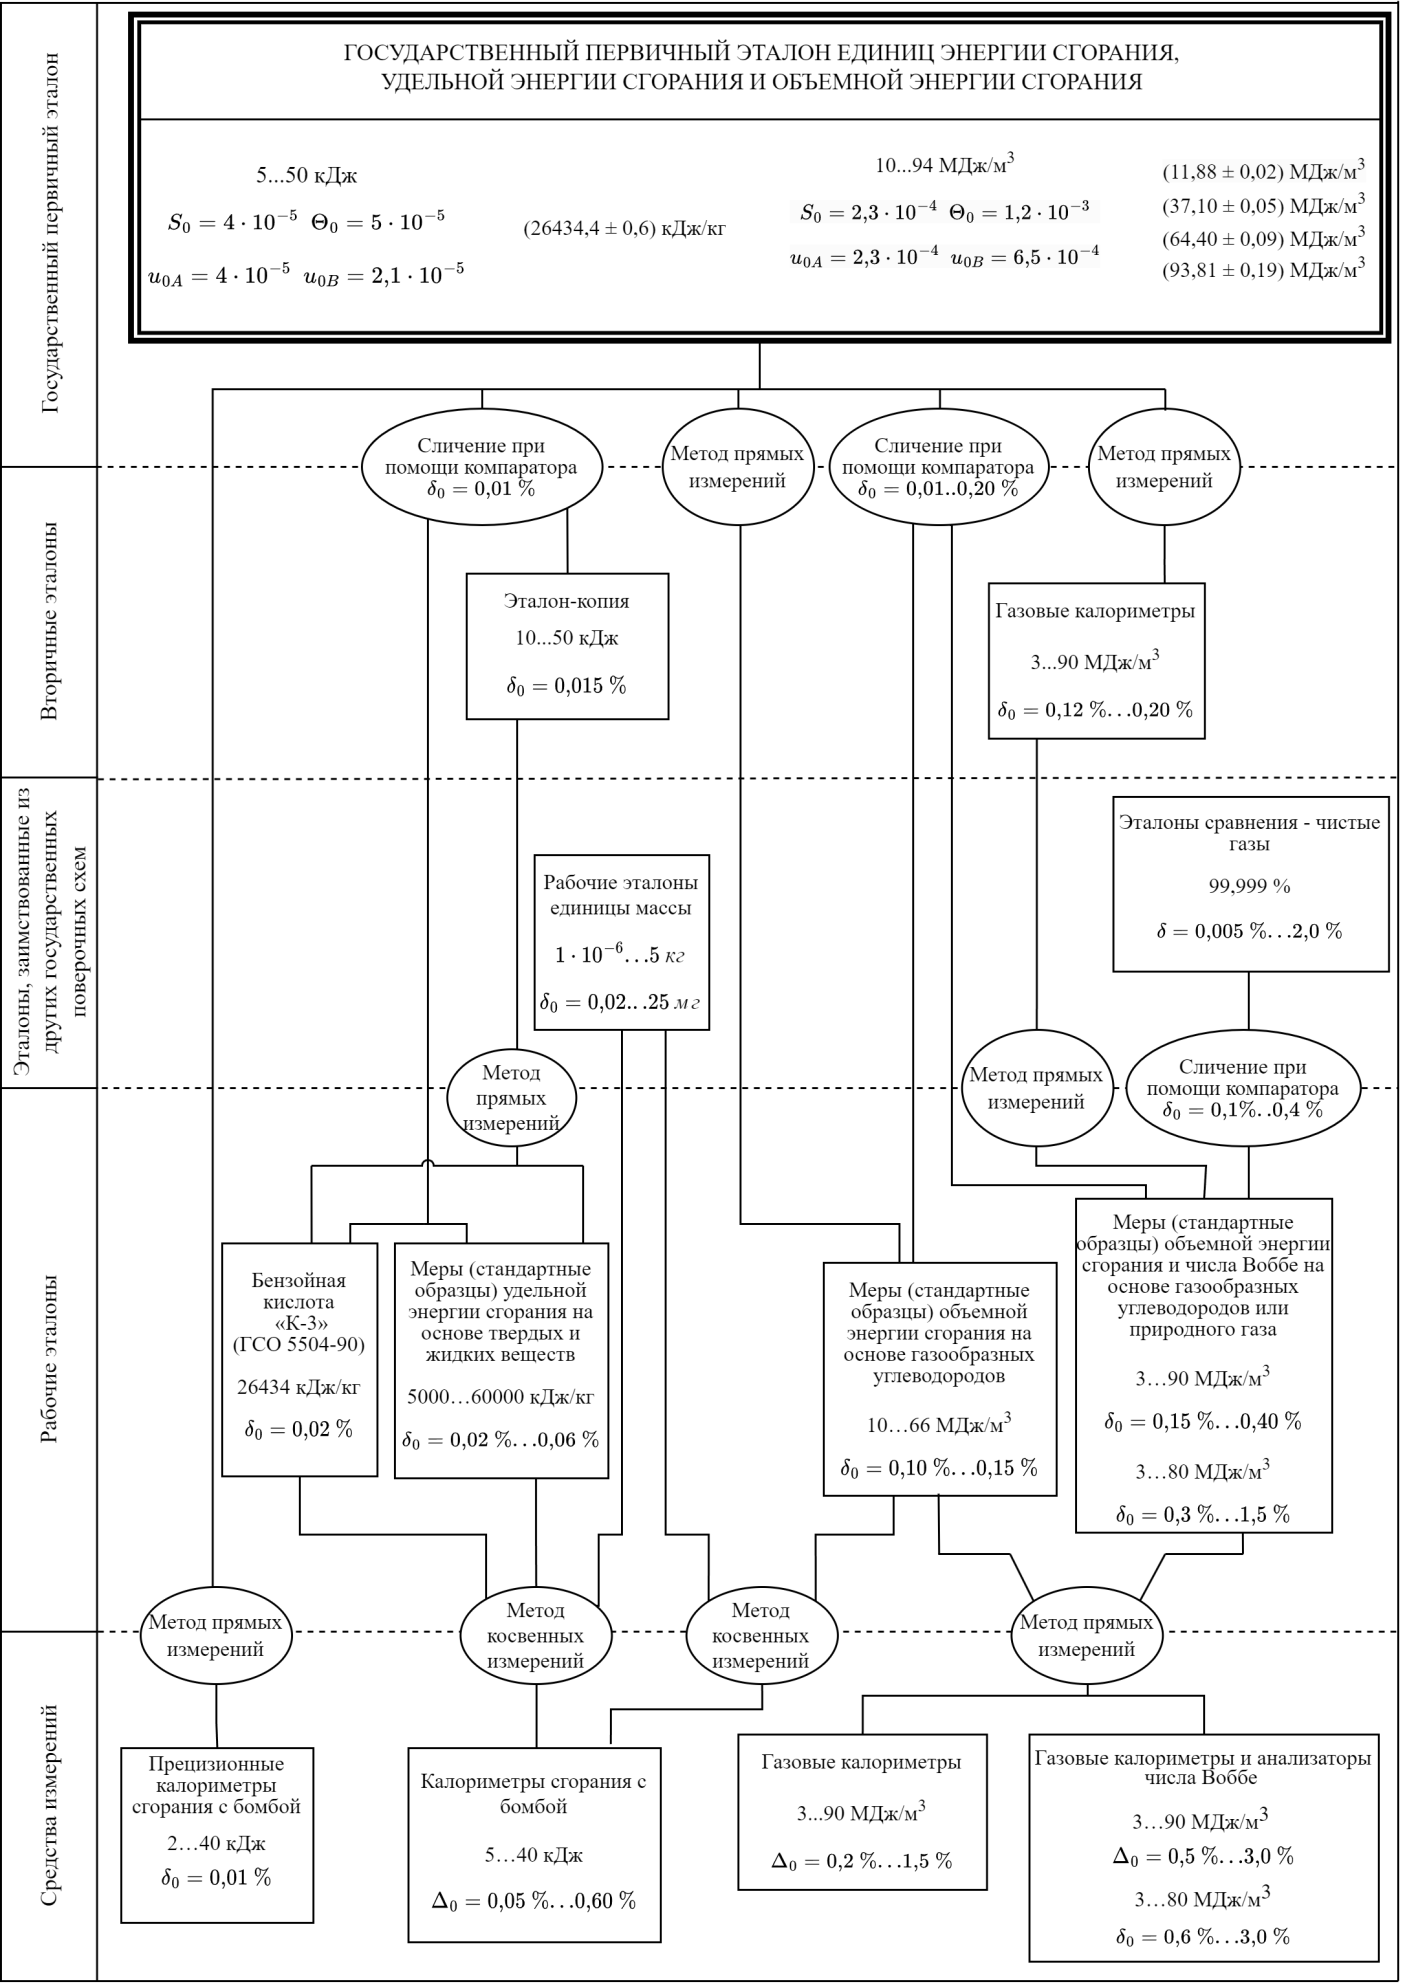 Государственный первичный эталон
ГОСУДАРСТВЕННЫЙ ПЕРВИЧНЫЙ ЭТАЛОН ЕДИНИЦ ЭНЕРГИИ СГОРАНИЯ,
УДЕЛЬНОЙ ЭНЕРГИИ СГОРАНИЯ И ОБЪЕМНОЙ ЭНЕРГИИ СГОРАНИЯ
5...50 кДж
S₀ = 4 · 10⁻⁵ Θ₀ = 5 · 10⁻⁵
u₀A = 4 · 10⁻⁵ u₀B = 2,1 · 10⁻⁵
(26434,4 ± 0,6) кДж/кг
10...94 МДж/м³
S₀ = 2,3 · 10⁻⁴ Θ₀ = 1,2 · 10⁻³
u₀A = 2,3 · 10⁻⁴ u₀B = 6,5 · 10⁻⁴
(11,88 ± 0,02) МДж/м³
(37,10 ± 0,05) МДж/м³
(64,40 ± 0,09) МДж/м³
(93,81 ± 0,19) МДж/м³
Сличение при
помощи компаратора
δ₀ = 0,01 %
Метод прямых
измерений
Сличение при
помощи компаратора
δ₀ = 0,01..0,20 %
Метод прямых
измерений
Вторичные эталоны
Эталон-копия
10...50 кДж
δ₀ = 0,015 %
Газовые калориметры
3...90 МДж/м³
δ₀ = 0,12 %…0,20 %
Эталоны, заимствованные из
других государственных
поверочных схем
Рабочие эталоны
единицы массы
1 · 10⁻⁶…5 кг
δ₀ = 0,02…25 мг
Эталоны сравнения - чистые
газы
99,999 %
δ = 0,005 %…2,0 %
Метод
прямых
измерений
Метод прямых
измерений
Сличение при
помощи компаратора
δ₀ = 0,1%..0,4 %
Рабочие эталоны
Бензойная
кислота
«К-3»
(ГСО 5504-90)
26434 кДж/кг
δ₀ = 0,02 %
Меры (стандартные
образцы) удельной
энергии сгорания на
основе твердых и
жидких веществ
5000…60000 кДж/кг
δ₀ = 0,02 %…0,06 %
Меры (стандартные
образцы) объемной
энергии сгорания на
основе газообразных
углеводородов
10…66 МДж/м³
δ₀ = 0,10 %…0,15 %
Меры (стандартные
образцы) объемной энергии
сгорания и числа Воббе на
основе газообразных
углеводородов или
природного газа
3…90 МДж/м³
δ₀ = 0,15 %…0,40 %
3…80 МДж/м³
δ₀ = 0,3 %…1,5 %
Метод прямых
измерений
Метод
косвенных
измерений
Метод
косвенных
измерений
Метод прямых
измерений
Средства измерений
Прецизионные
калориметры
сгорания с бомбой
2…40 кДж
δ₀ = 0,01 %
Калориметры сгорания с
бомбой
5…40 кДж
Δ₀ = 0,05 %…0,60 %
Газовые калориметры
3...90 МДж/м³
Δ₀ = 0,2 %…1,5 %
Газовые калориметры и анализаторы
числа Воббе
3…90 МДж/м³
Δ₀ = 0,5 %…3,0 %
3…80 МДж/м³
δ₀ = 0,6 %…3,0 %